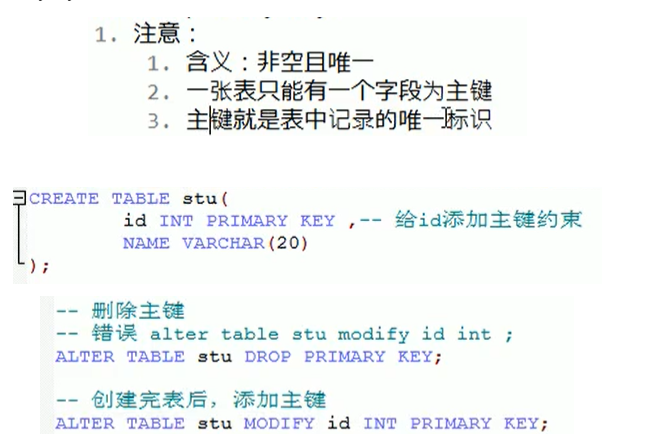 1. 注意：
1. 含义：非空且唯一
2. 一张表只能有一个字段为主键
3. 主键就是表中记录的唯一标识
CREATE TABLE stu(
id INT PRIMARY KEY ,-- 给id添加主键约束
NAME VARCHAR(20)
);
-- 删除主键
-- 错误 alter table stu modify id int ;
ALTER TABLE stu DROP PRIMARY KEY;
-- 创建完表后，添加主键
ALTER TABLE stu MODIFY id INT PRIMARY KEY;